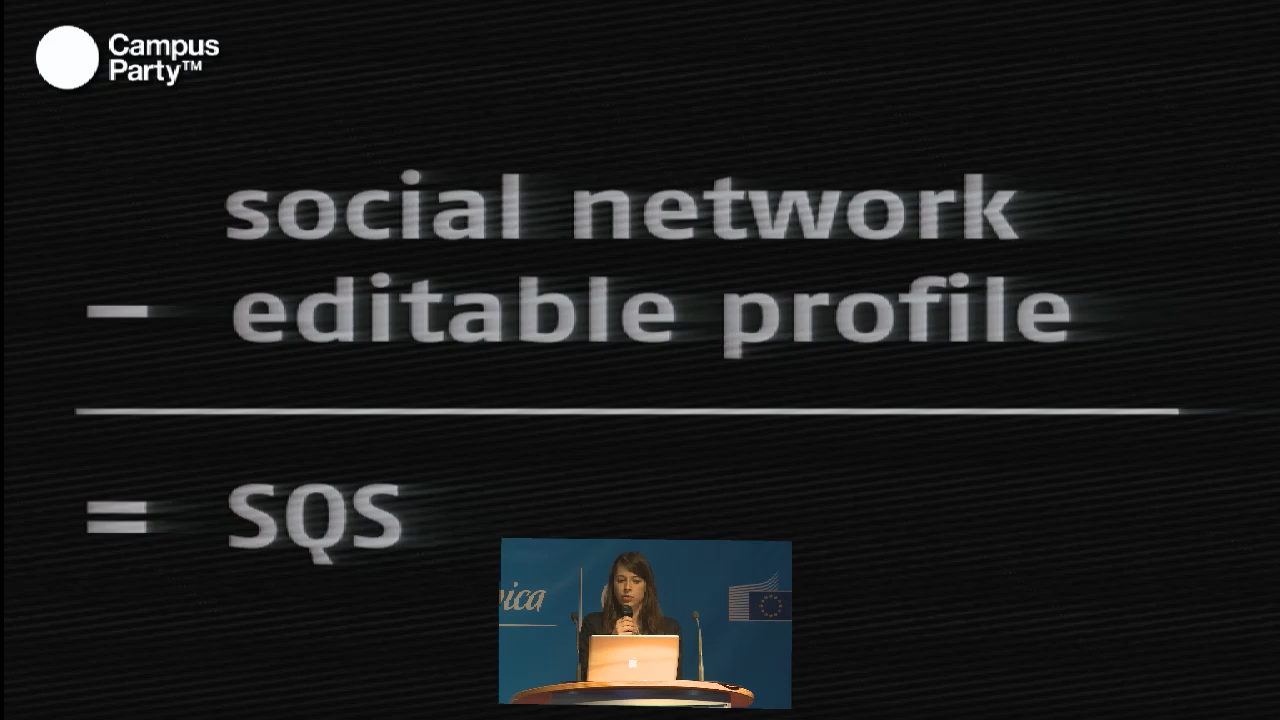 Campus
Party™
social network
– editable profile
= SQS